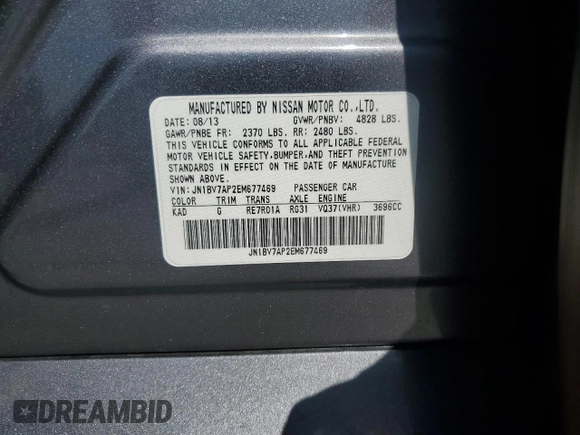 MANUFACTURED BY NISSAN MOTOR CO.,LTD.
DATE: 08/13 GVWR/PNBV: 4828 LBS.
GAWR/PNBE FR: 2370 LBS. RR: 2480 LBS.
THIS VEHICLE CONFORMS TO ALL APPLICABLE FEDERAL
MOTOR VEHICLE SAFETY,BUMPER,AND THEFT PREVENTION
STANDARDS IN EFFECT ON THE DATE OF MANUFACTURE
SHOWN ABOVE.
VIN:JN1BV7AP2EM677469 PASSENGER CAR
COLOR TRIM TRANS AXLE ENGINE
KAD G RE7R01A RG31 VQ37(VHR) 3696CC
JN1BV7AP2EM677469
DREAMBID